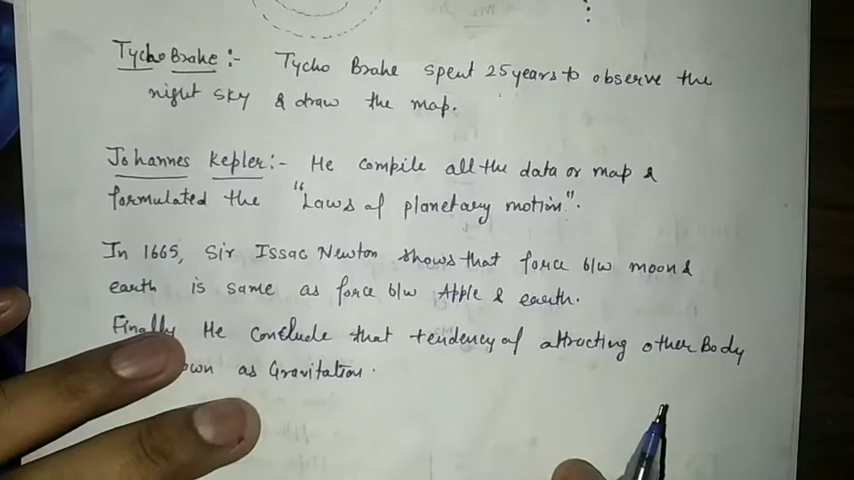 Tycho Brahe :- Tycho Brahe spent 25 years to observe the
night sky & draw the map.
Johannes Kepler :- He compile all the data or map &
formulated the "Laws of planetary motion".
In 1665, Sir Issac Newton shows that force b/w moon &
earth is same as force b/w Apple & earth.
Finally He conclude that tendency of attracting other Body
as Gravitation.